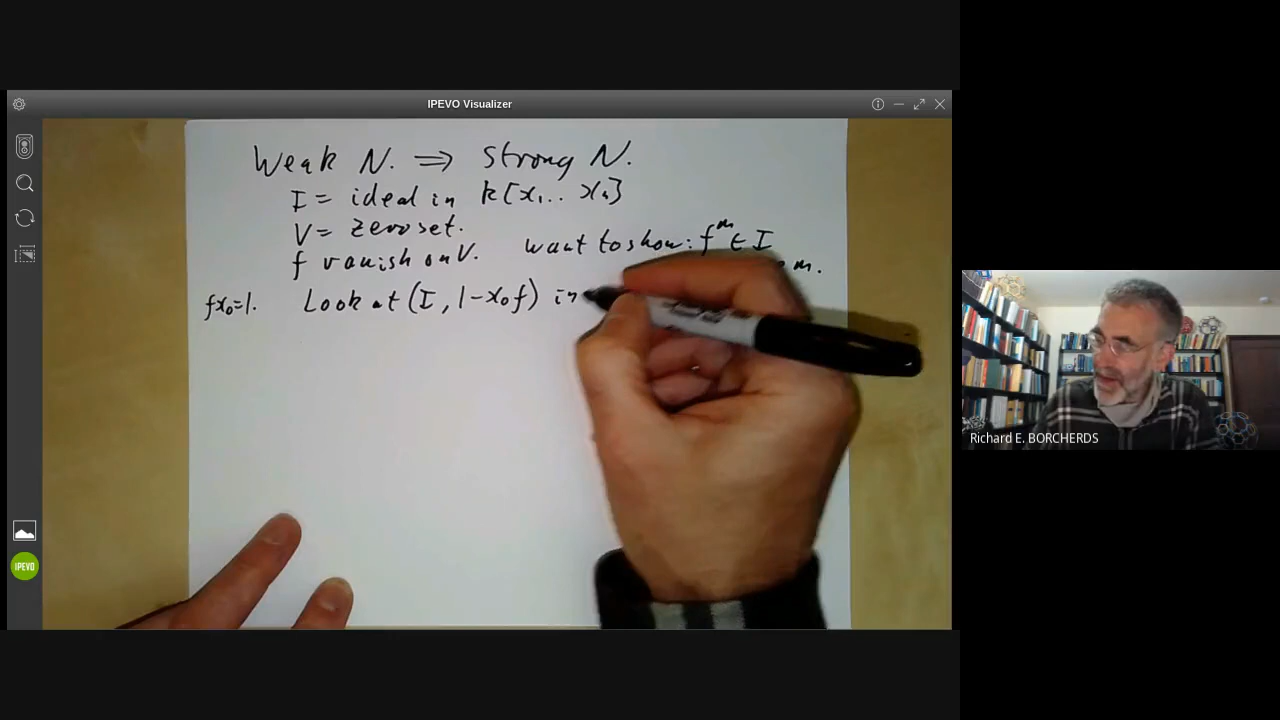 IPEVO Visualizer
Weak N. ⇒ Strong N.
I = ideal in k[x₁..xₙ]
V = zero set.
f vanish on V. want to show: fᵐ ∈ I
m.
fx₀=1. Look at (I, 1-x₀f) in
Richard E. BORCHERDS
IPEVO